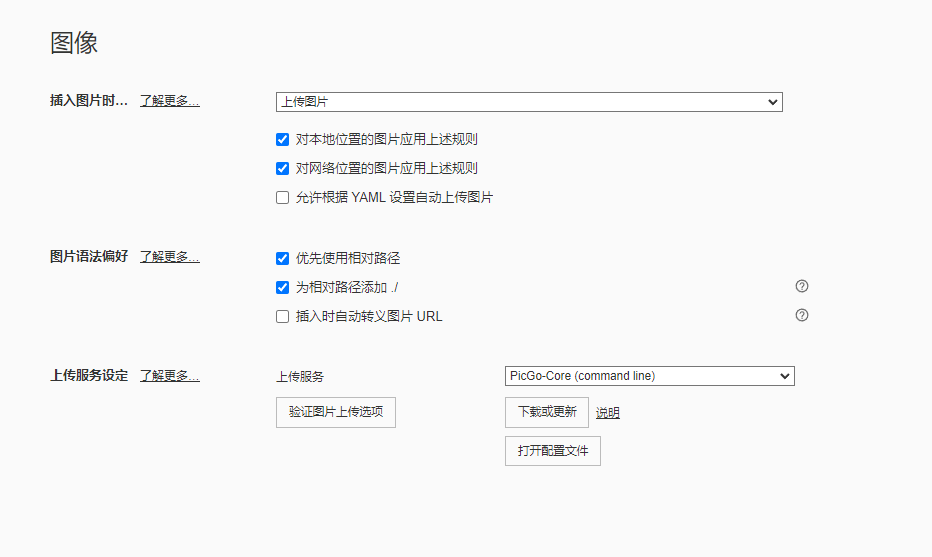 图像
插入图片时... 了解更多... 上传图片
对本地位置的图片应用上述规则
对网络位置的图片应用上述规则
允许根据 YAML 设置自动上传图片
图片语法偏好 了解更多... 优先使用相对路径
为相对路径添加 ./
插入时自动转义图片 URL
上传服务设定 了解更多... 上传服务 PicGo-Core (command line)
验证图片上传选项 下载或更新 说明
打开配置文件